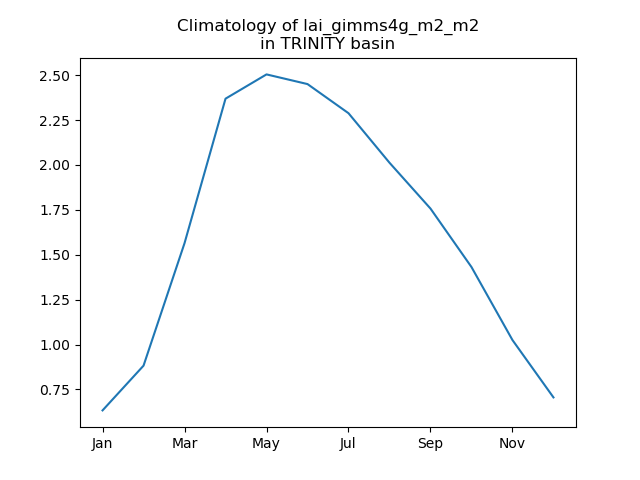 Climatology of lai_gimms4g_m2_m2
in TRINITY basin
2.50
2.25
2.00
1.75
1.50
1.25
1.00
0.75
Jan Mar May Jul Sep Nov